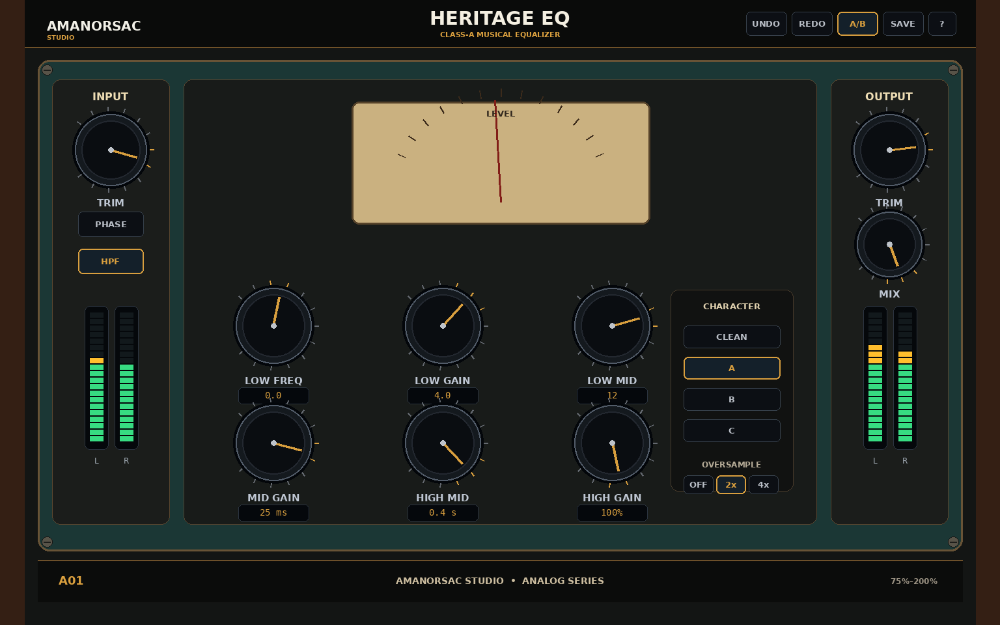 AMANORSAC
STUDIO
HERITAGE EQ
CLASS-A MUSICAL EQUALIZER
UNDO
REDO
A/B
SAVE
?
INPUT
TRIM
PHASE
HPF
L
R
LEVEL
LOW FREQ
0.0
LOW GAIN
4.0
LOW MID
12
MID GAIN
25 ms
HIGH MID
0.4 s
HIGH GAIN
100%
CHARACTER
CLEAN
A
B
C
OVERSAMPLE
OFF
2x
4x
OUTPUT
TRIM
MIX
L
R
A01
AMANORSAC STUDIO • ANALOG SERIES
75%–200%